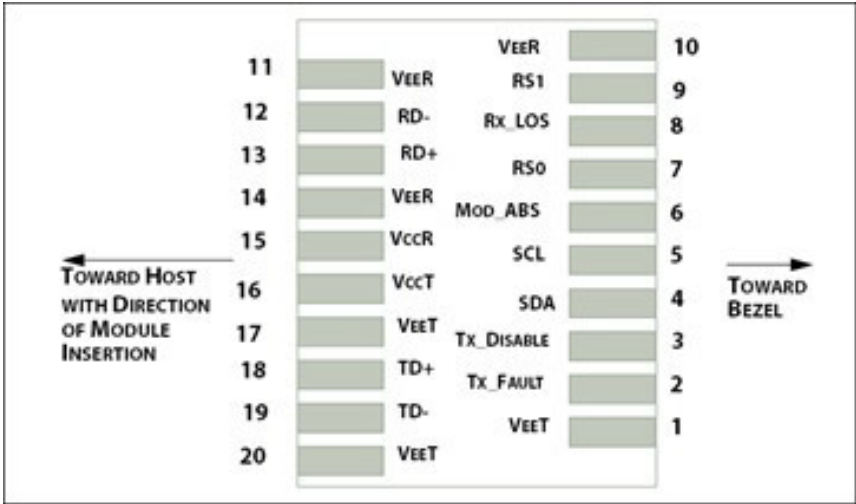 VEER 10
11 VEER RS1 9
12 RD- RX_LOS 8
13 RD+ RS0 7
14 VEER MOD_ABS 6
15 VCCR SCL 5
16 VCCT SDA 4
17 VEET TX_DISABLE 3
18 TD+ TX_FAULT 2
19 TD- VEET 1
20 VEET
TOWARD HOST
WITH DIRECTION
OF MODULE
INSERTION
TOWARD
BEZEL